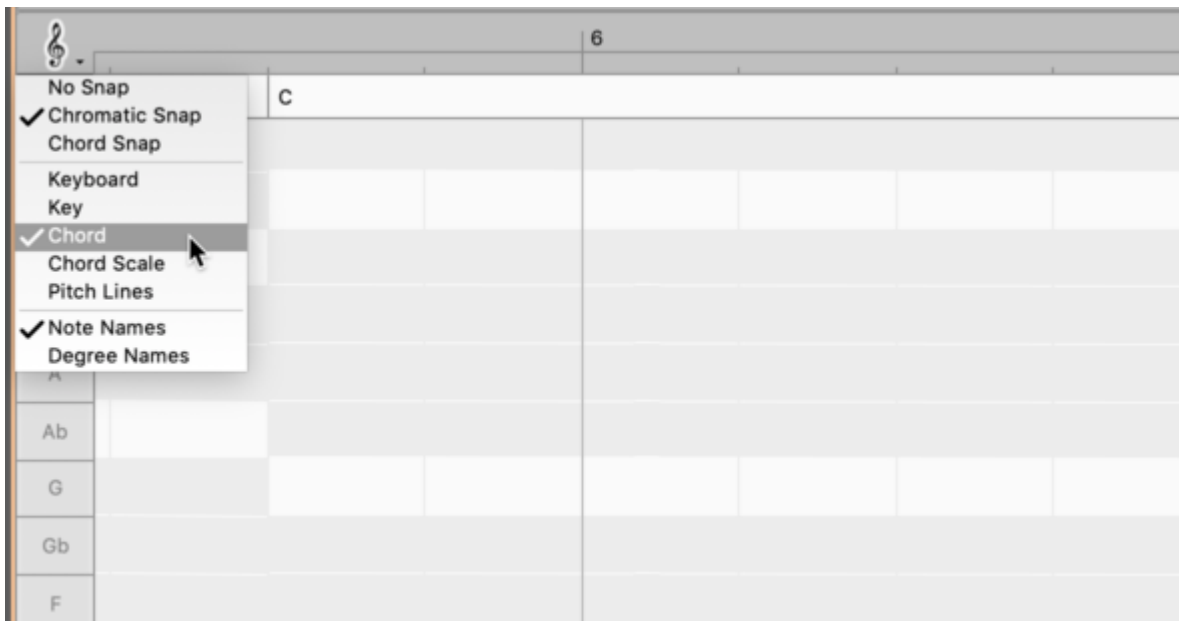 6
C
No Snap
Chromatic Snap
Chord Snap
Keyboard
Key
Chord
Chord Scale
Pitch Lines
Note Names
Degree Names
A
Ab
G
Gb
F